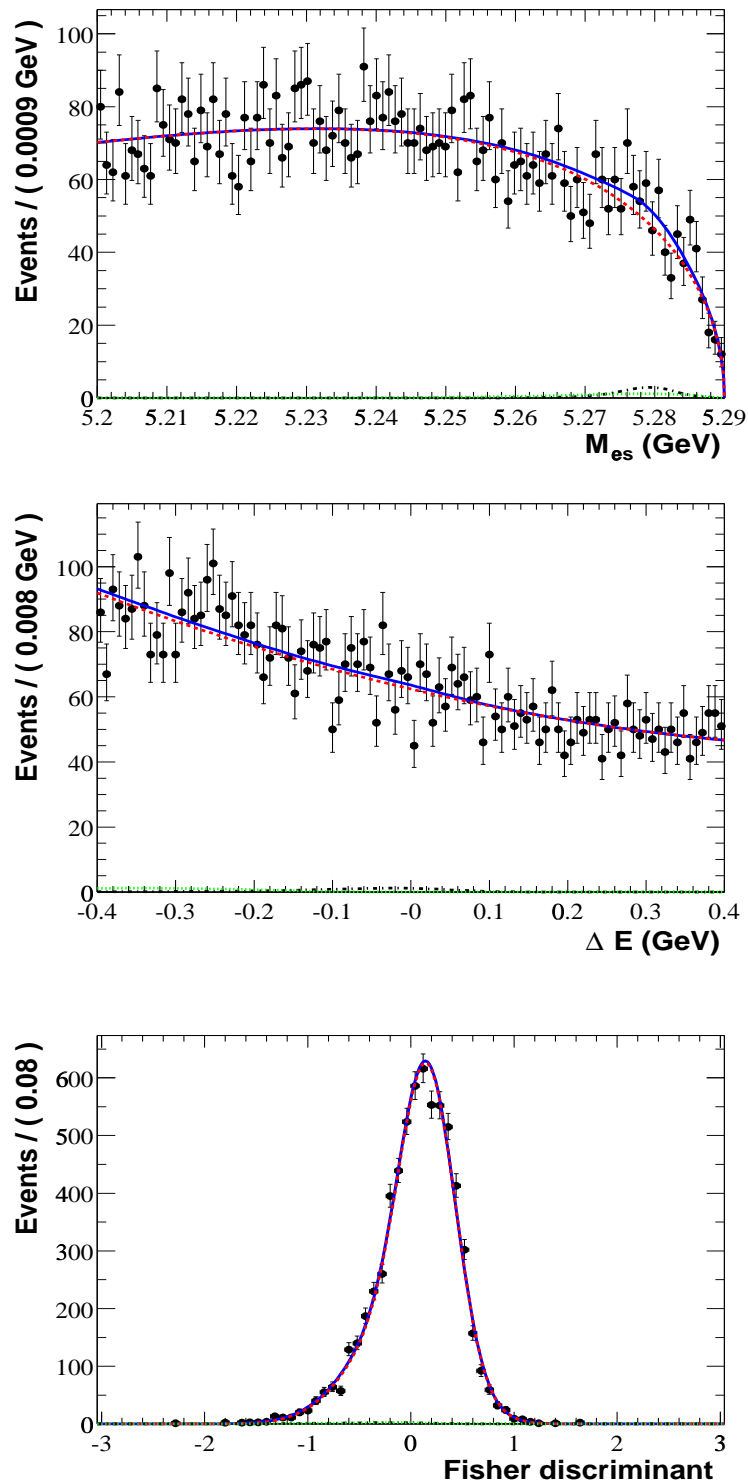 Events / ( 0.0009 GeV )
100
80
60
40
20
0
5.2 5.21 5.22 5.23 5.24 5.25 5.26 5.27 5.28 5.29
M_es (GeV)
Events / ( 0.008 GeV )
100
80
60
40
20
0
-0.4 -0.3 -0.2 -0.1 -0 0.1 0.2 0.3 0.4
Δ E (GeV)
Events / ( 0.08 )
600
500
400
300
200
100
0
-3 -2 -1 0 1 2 3
Fisher discriminant